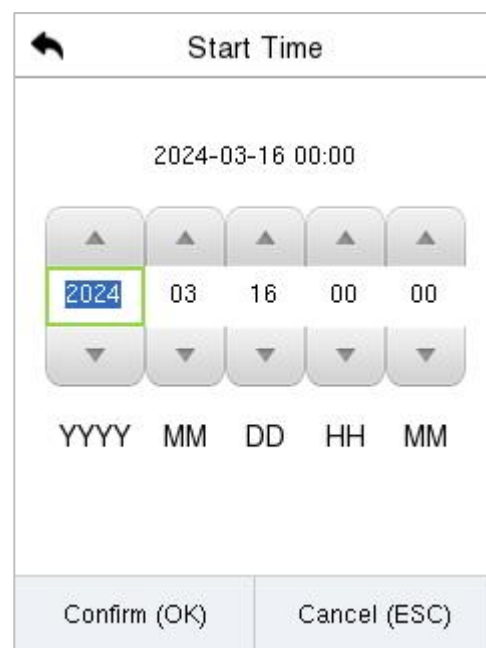 Start Time
2024-03-16 00:00
2024 03 16 00 00
YYYY MM DD HH MM
Confirm (OK) Cancel (ESC)